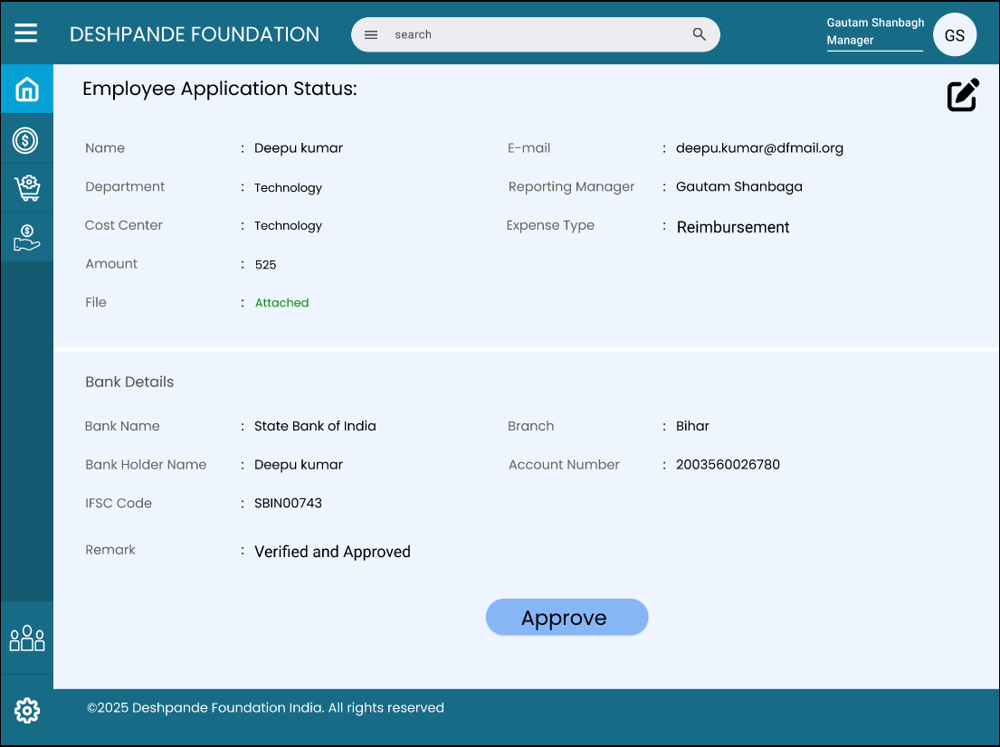 DESHPANDE FOUNDATION
search
Gautam Shanbagh
Manager
GS
Employee Application Status:
Name : Deepu kumar E-mail : deepu.kumar@dfmail.org
Department : Technology Reporting Manager : Gautam Shanbaga
Cost Center : Technology Expense Type : Reimbursement
Amount : 525
File : Attached
Bank Details
Bank Name : State Bank of India Branch : Bihar
Bank Holder Name : Deepu kumar Account Number : 2003560026780
IFSC Code : SBIN00743
Remark : Verified and Approved
Approve
©2025 Deshpande Foundation India. All rights reserved